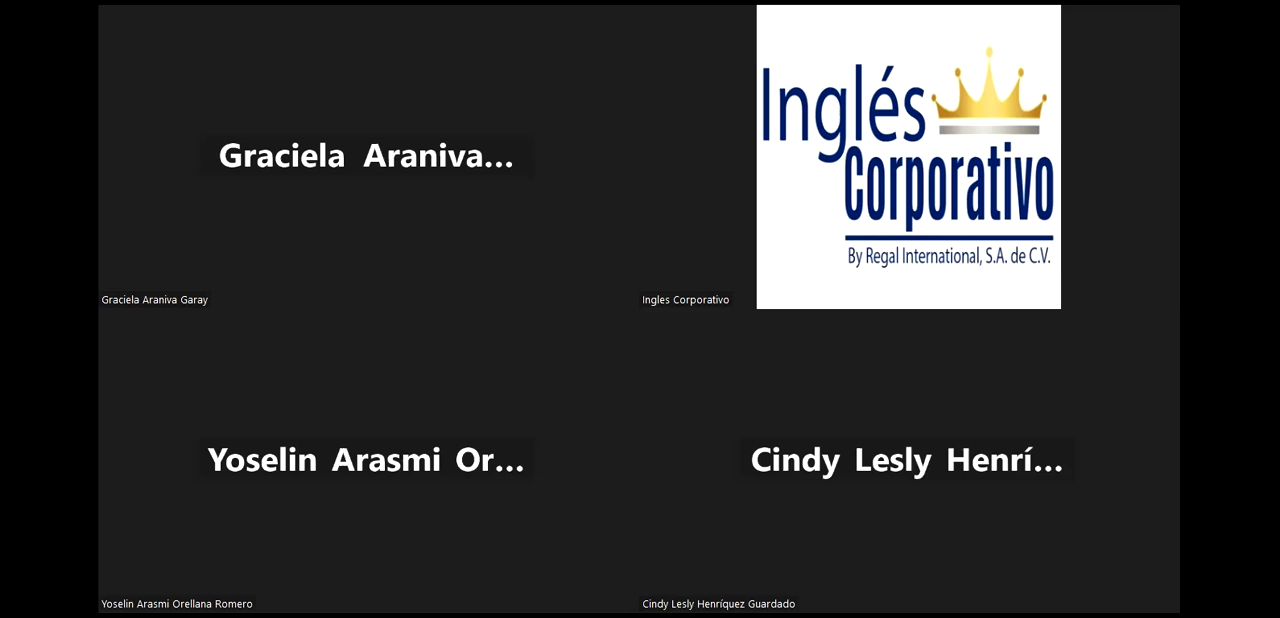 Graciela Araniva...
Graciela Araniva Garay
Inglés
Corporativo
By Regal International, S.A. de C.V.
Ingles Corporativo
Yoselin Arasmi Or...
Yoselin Arasmi Orellana Romero
Cindy Lesly Henrí...
Cindy Lesly Henríquez Guardado